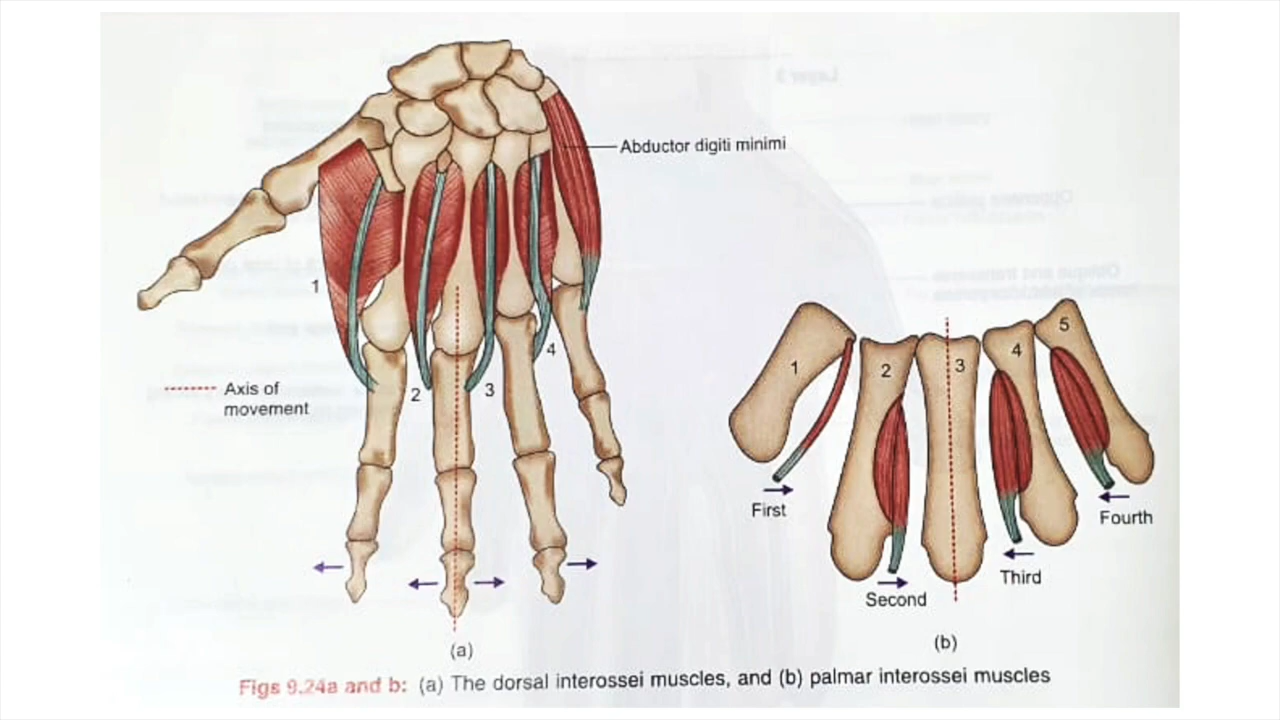 Abductor digiti minimi
1
4
2
3
Axis of
movement
(a)
1
2
3
4
5
First
Second
Third
Fourth
(b)
Figs 9.24a and b: (a) The dorsal interossei muscles, and (b) palmar interossei muscles